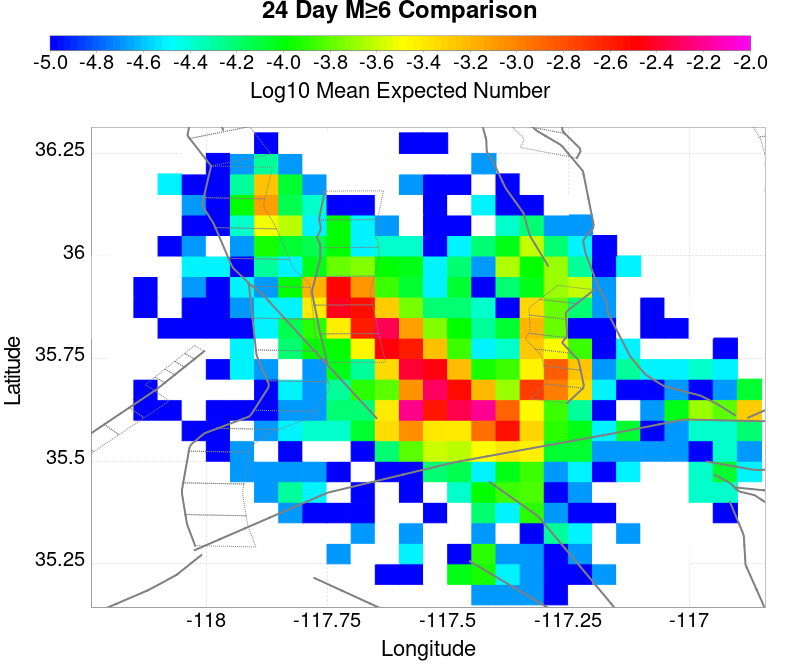 24 Day M≥6 Comparison
-5.0 -4.8 -4.6 -4.4 -4.2 -4.0 -3.8 -3.6 -3.4 -3.2 -3.0 -2.8 -2.6 -2.4 -2.2 -2.0
Log10 Mean Expected Number
36.25
36
35.75
35.5
35.25
Latitude
-118 -117.75 -117.5 -117.25 -117
Longitude